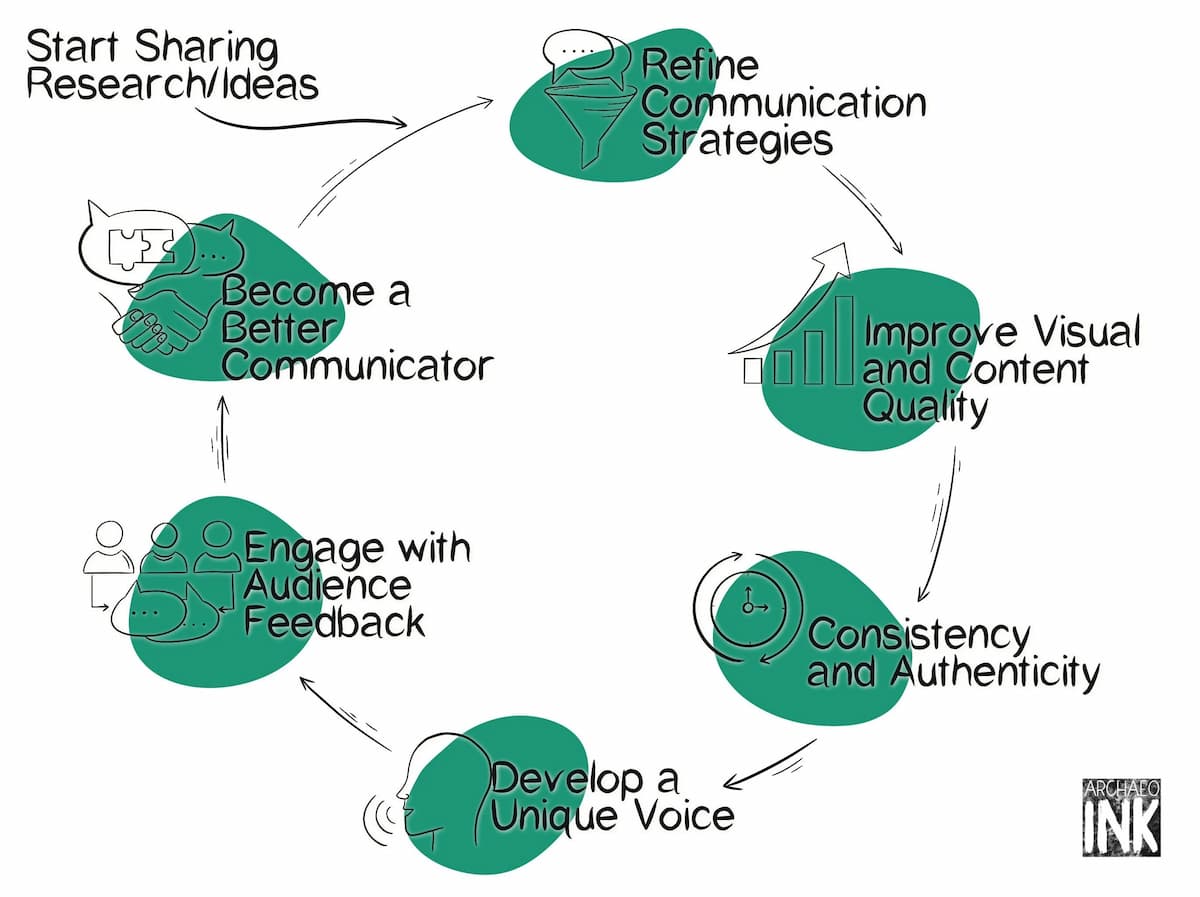 Start Sharing
Research/Ideas
Refine
Communication
Strategies
Improve Visual
and Content
Quality
Consistency
and Authenticity
Develop a
Unique Voice
Engage with
Audience
Feedback
Become a
Better
Communicator
ARCHAEO
INK